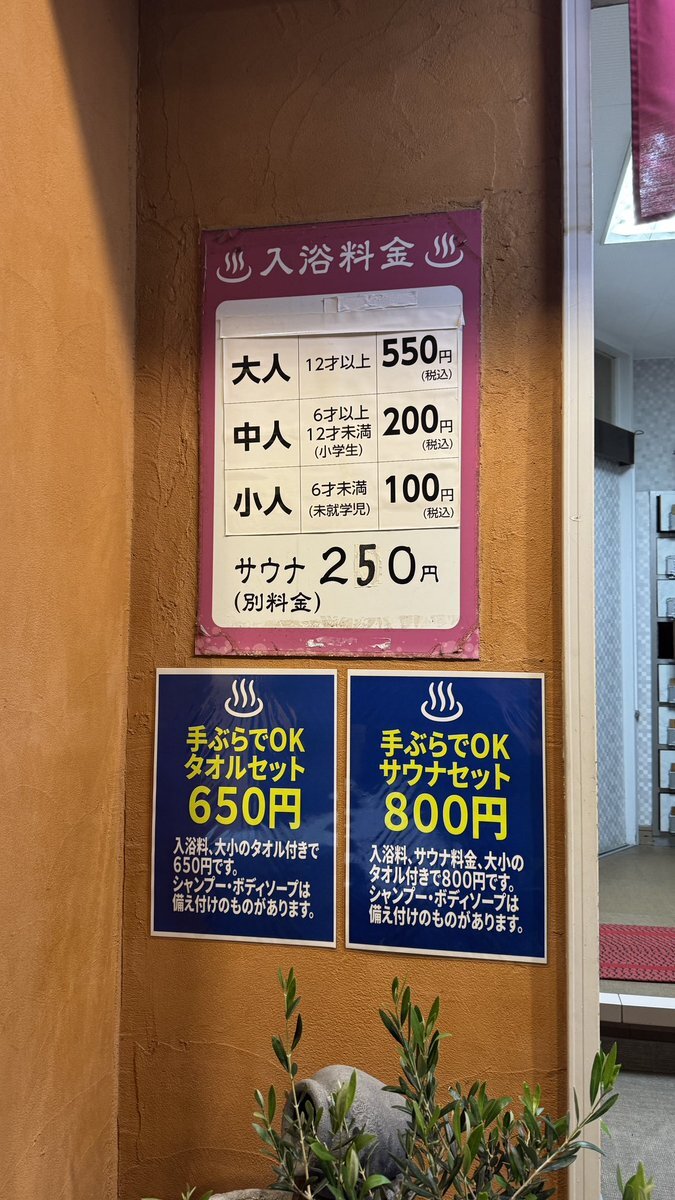 ♨入浴料金♨
大人 12才以上 550円
(税込)
中人 6才以上 200円
12才未満 (税込)
(小学生)
小人 6才未満 100円
(未就学児) (税込)
サウナ 250円
(別料金)
手ぶらでOK
タオルセット
650円
入浴料、大小のタオル付きで
650円です。
シャンプー・ボディソープは
備え付けのものがあります。
手ぶらでOK
サウナセット
800円
入浴料、サウナ料金、大小の
タオル付きで800円です。
シャンプー・ボディソープは
備え付けのものがあります。